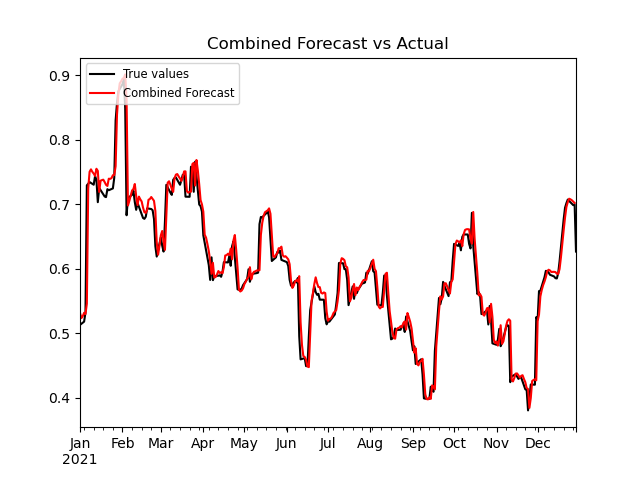 Combined Forecast vs Actual
True values
Combined Forecast
0.9
0.8
0.7
0.6
0.5
0.4
Jan Feb Mar Apr May Jun Jul Aug Sep Oct Nov Dec
2021